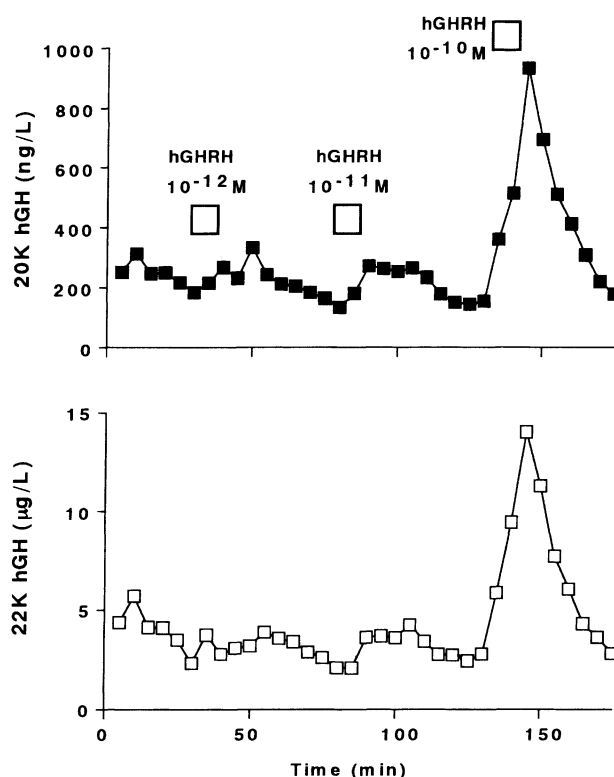 hGHRH
10-10M
1000
800
600
400
200
0
20K hGH (ng/L)
hGHRH
10-12M
hGHRH
10-11M
15
10
5
0
22K hGH (µg/L)
0 50 100 150
Time (min)